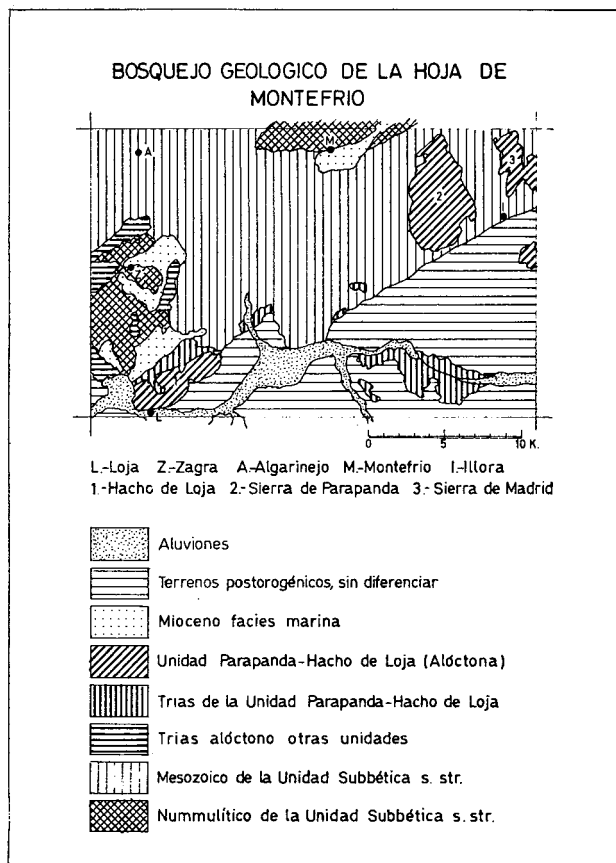 BOSQUEJO GEOLOGICO DE LA HOJA DE
MONTEFRIO
A
M
3
2
I
Z
1
L
0 5 10 K.
L.-Loja Z.-Zagra A.-Algarinejo M.-Montefrio I.-Illora
1.-Hacho de Loja 2.-Sierra de Parapanda 3.-Sierra de Madrid
Aluviones
Terrenos postorogénicos, sin diferenciar
Mioceno facies marina
Unidad Parapanda-Hacho de Loja (Alóctona)
Trias de la Unidad Parapanda-Hacho de Loja
Trias alóctono otras unidades
Mesozoico de la Unidad Subbética s. str.
Nummulítico de la Unidad Subbética s. str.